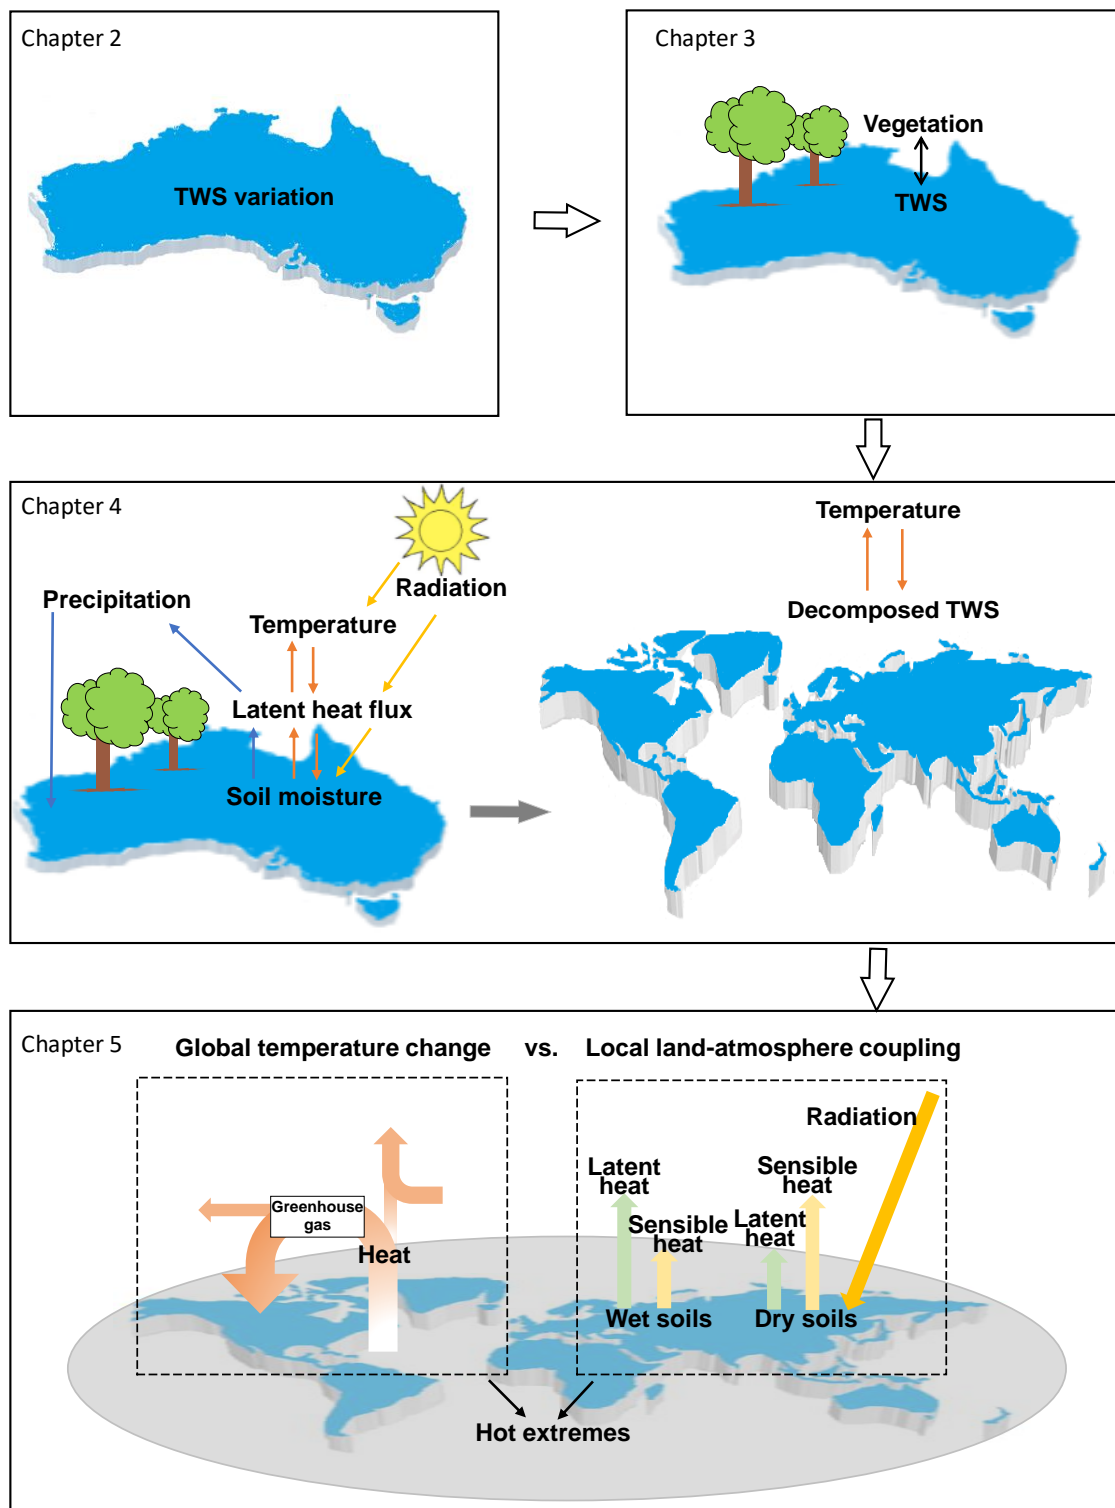 Chapter 2
TWS variation
Chapter 3
Vegetation
TWS
Chapter 4
Radiation
Precipitation
Temperature
Latent heat flux
Soil moisture
Temperature
Decomposed TWS
Chapter 5
Global temperature change vs. Local land-atmosphere coupling
Greenhouse
gas
Heat
Radiation
Latent
heat
Sensible
heat
Sensible
heat
Latent
heat
Wet soils
Dry soils
Hot extremes